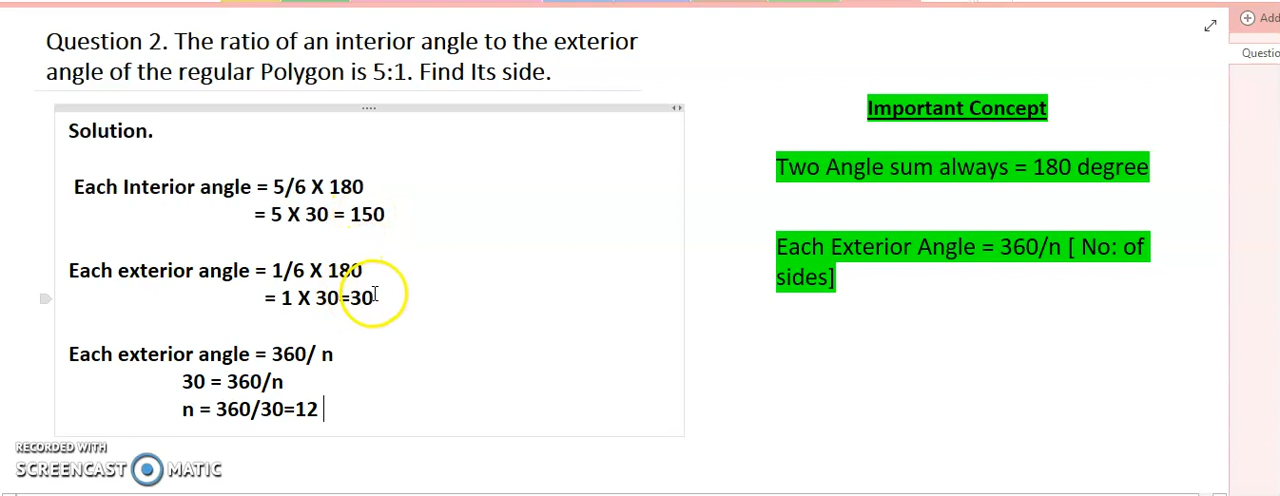 Question 2. The ratio of an interior angle to the exterior
angle of the regular Polygon is 5:1. Find Its side.
Solution.
Each Interior angle = 5/6 X 180
= 5 X 30 = 150
Each exterior angle = 1/6 X 180
= 1 X 30=30
Each exterior angle = 360/ n
30 = 360/n
n = 360/30=12
Important Concept
Two Angle sum always = 180 degree
Each Exterior Angle = 360/n [ No: of
sides]
Add
Questio
RECORDED WITH
SCREENCAST MATIC